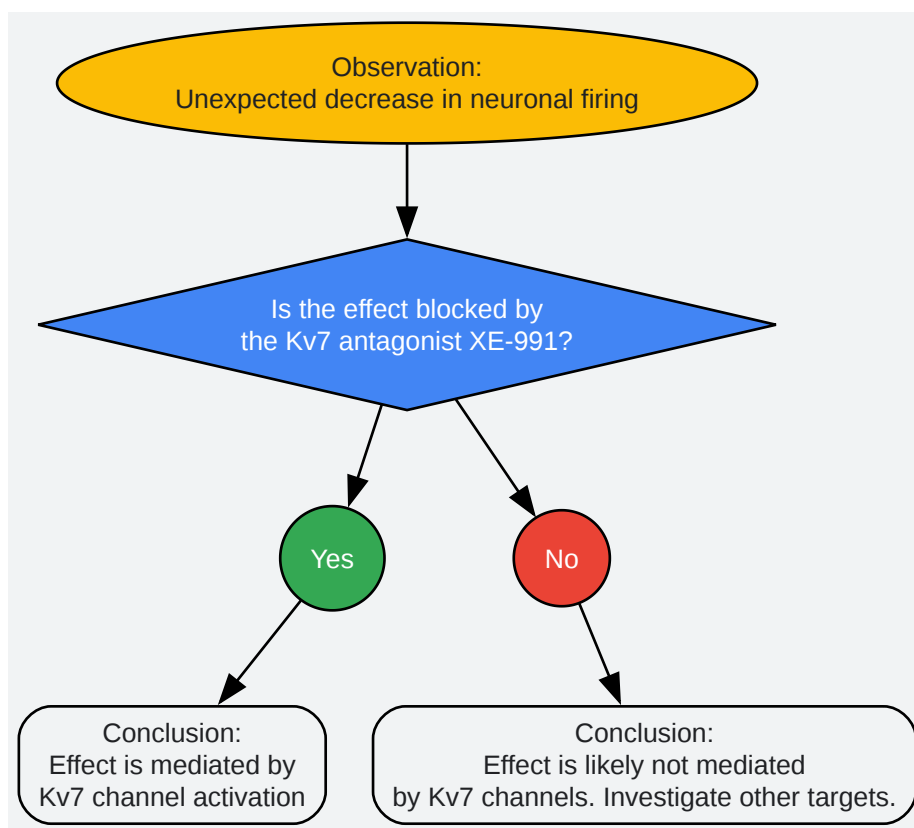 Observation:
Unexpected decrease in neuronal firing
Is the effect blocked by
the Kv7 antagonist XE-991?
Yes
No
Conclusion:
Effect is mediated by
Kv7 channel activation
Conclusion:
Effect is likely not mediated
by Kv7 channels. Investigate other targets.